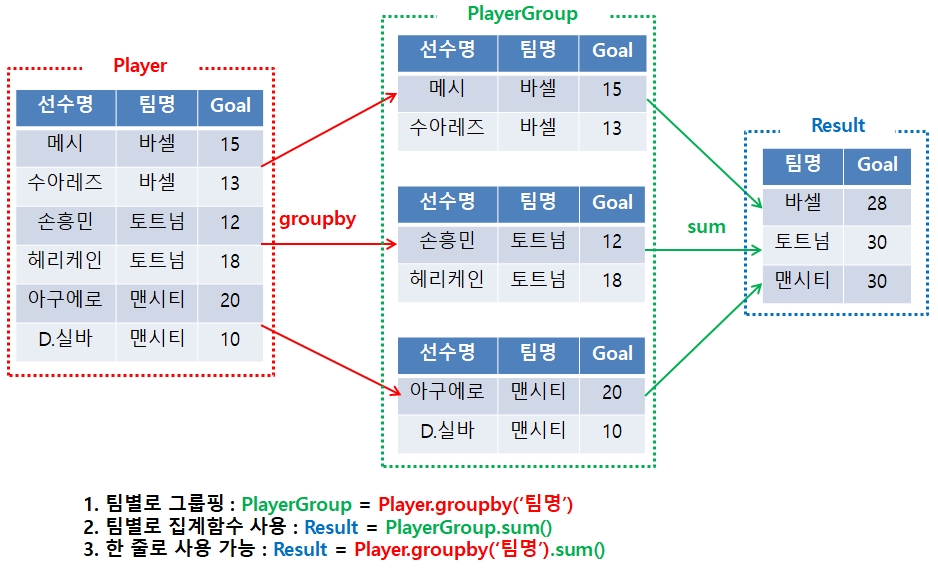 Player
선수명 팀명 Goal
메시 바셀 15
수아레즈 바셀 13
손흥민 토트넘 12
헤리케인 토트넘 18
아구에로 맨시티 20
D.실바 맨시티 10
groupby
PlayerGroup
선수명 팀명 Goal
메시 바셀 15
수아레즈 바셀 13
선수명 팀명 Goal
손흥민 토트넘 12
헤리케인 토트넘 18
선수명 팀명 Goal
아구에로 맨시티 20
D.실바 맨시티 10
sum
Result
팀명 Goal
바셀 28
토트넘 30
맨시티 30
1. 팀별로 그룹핑 : PlayerGroup = Player.groupby(‘팀명’)
2. 팀별로 집계함수 사용 : Result = PlayerGroup.sum()
3. 한 줄로 사용 가능 : Result = Player.groupby(‘팀명’).sum()